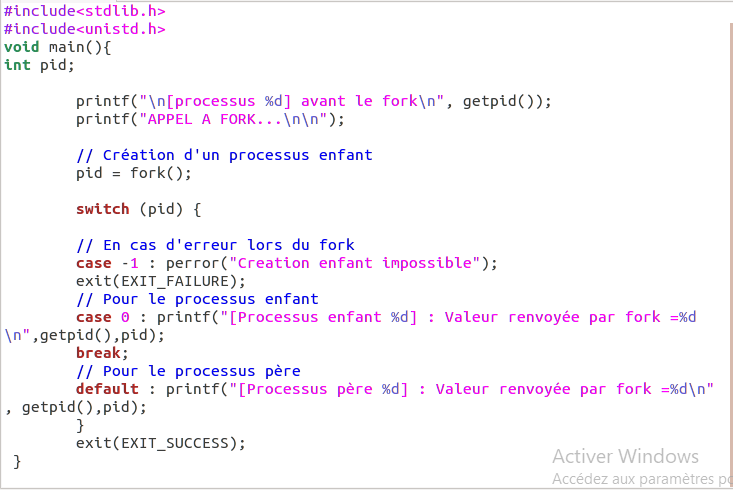 #include<stdlib.h>
#include<unistd.h>
void main(){
int pid;
printf("\n[processus %d] avant le fork\n", getpid());
printf("APPEL A FORK...\n\n");
// Création d'un processus enfant
pid = fork();
switch (pid) {
// En cas d'erreur lors du fork
case -1 : perror("Creation enfant impossible");
exit(EXIT_FAILURE);
// Pour le processus enfant
case 0 : printf("[Processus enfant %d] : Valeur renvoyée par fork =%d
\n",getpid(),pid);
break;
// Pour le processus père
default : printf("[Processus père %d] : Valeur renvoyée par fork =%d\n"
, getpid(),pid);
}
exit(EXIT_SUCCESS);
}
Activer Windows
Accédez aux paramètres